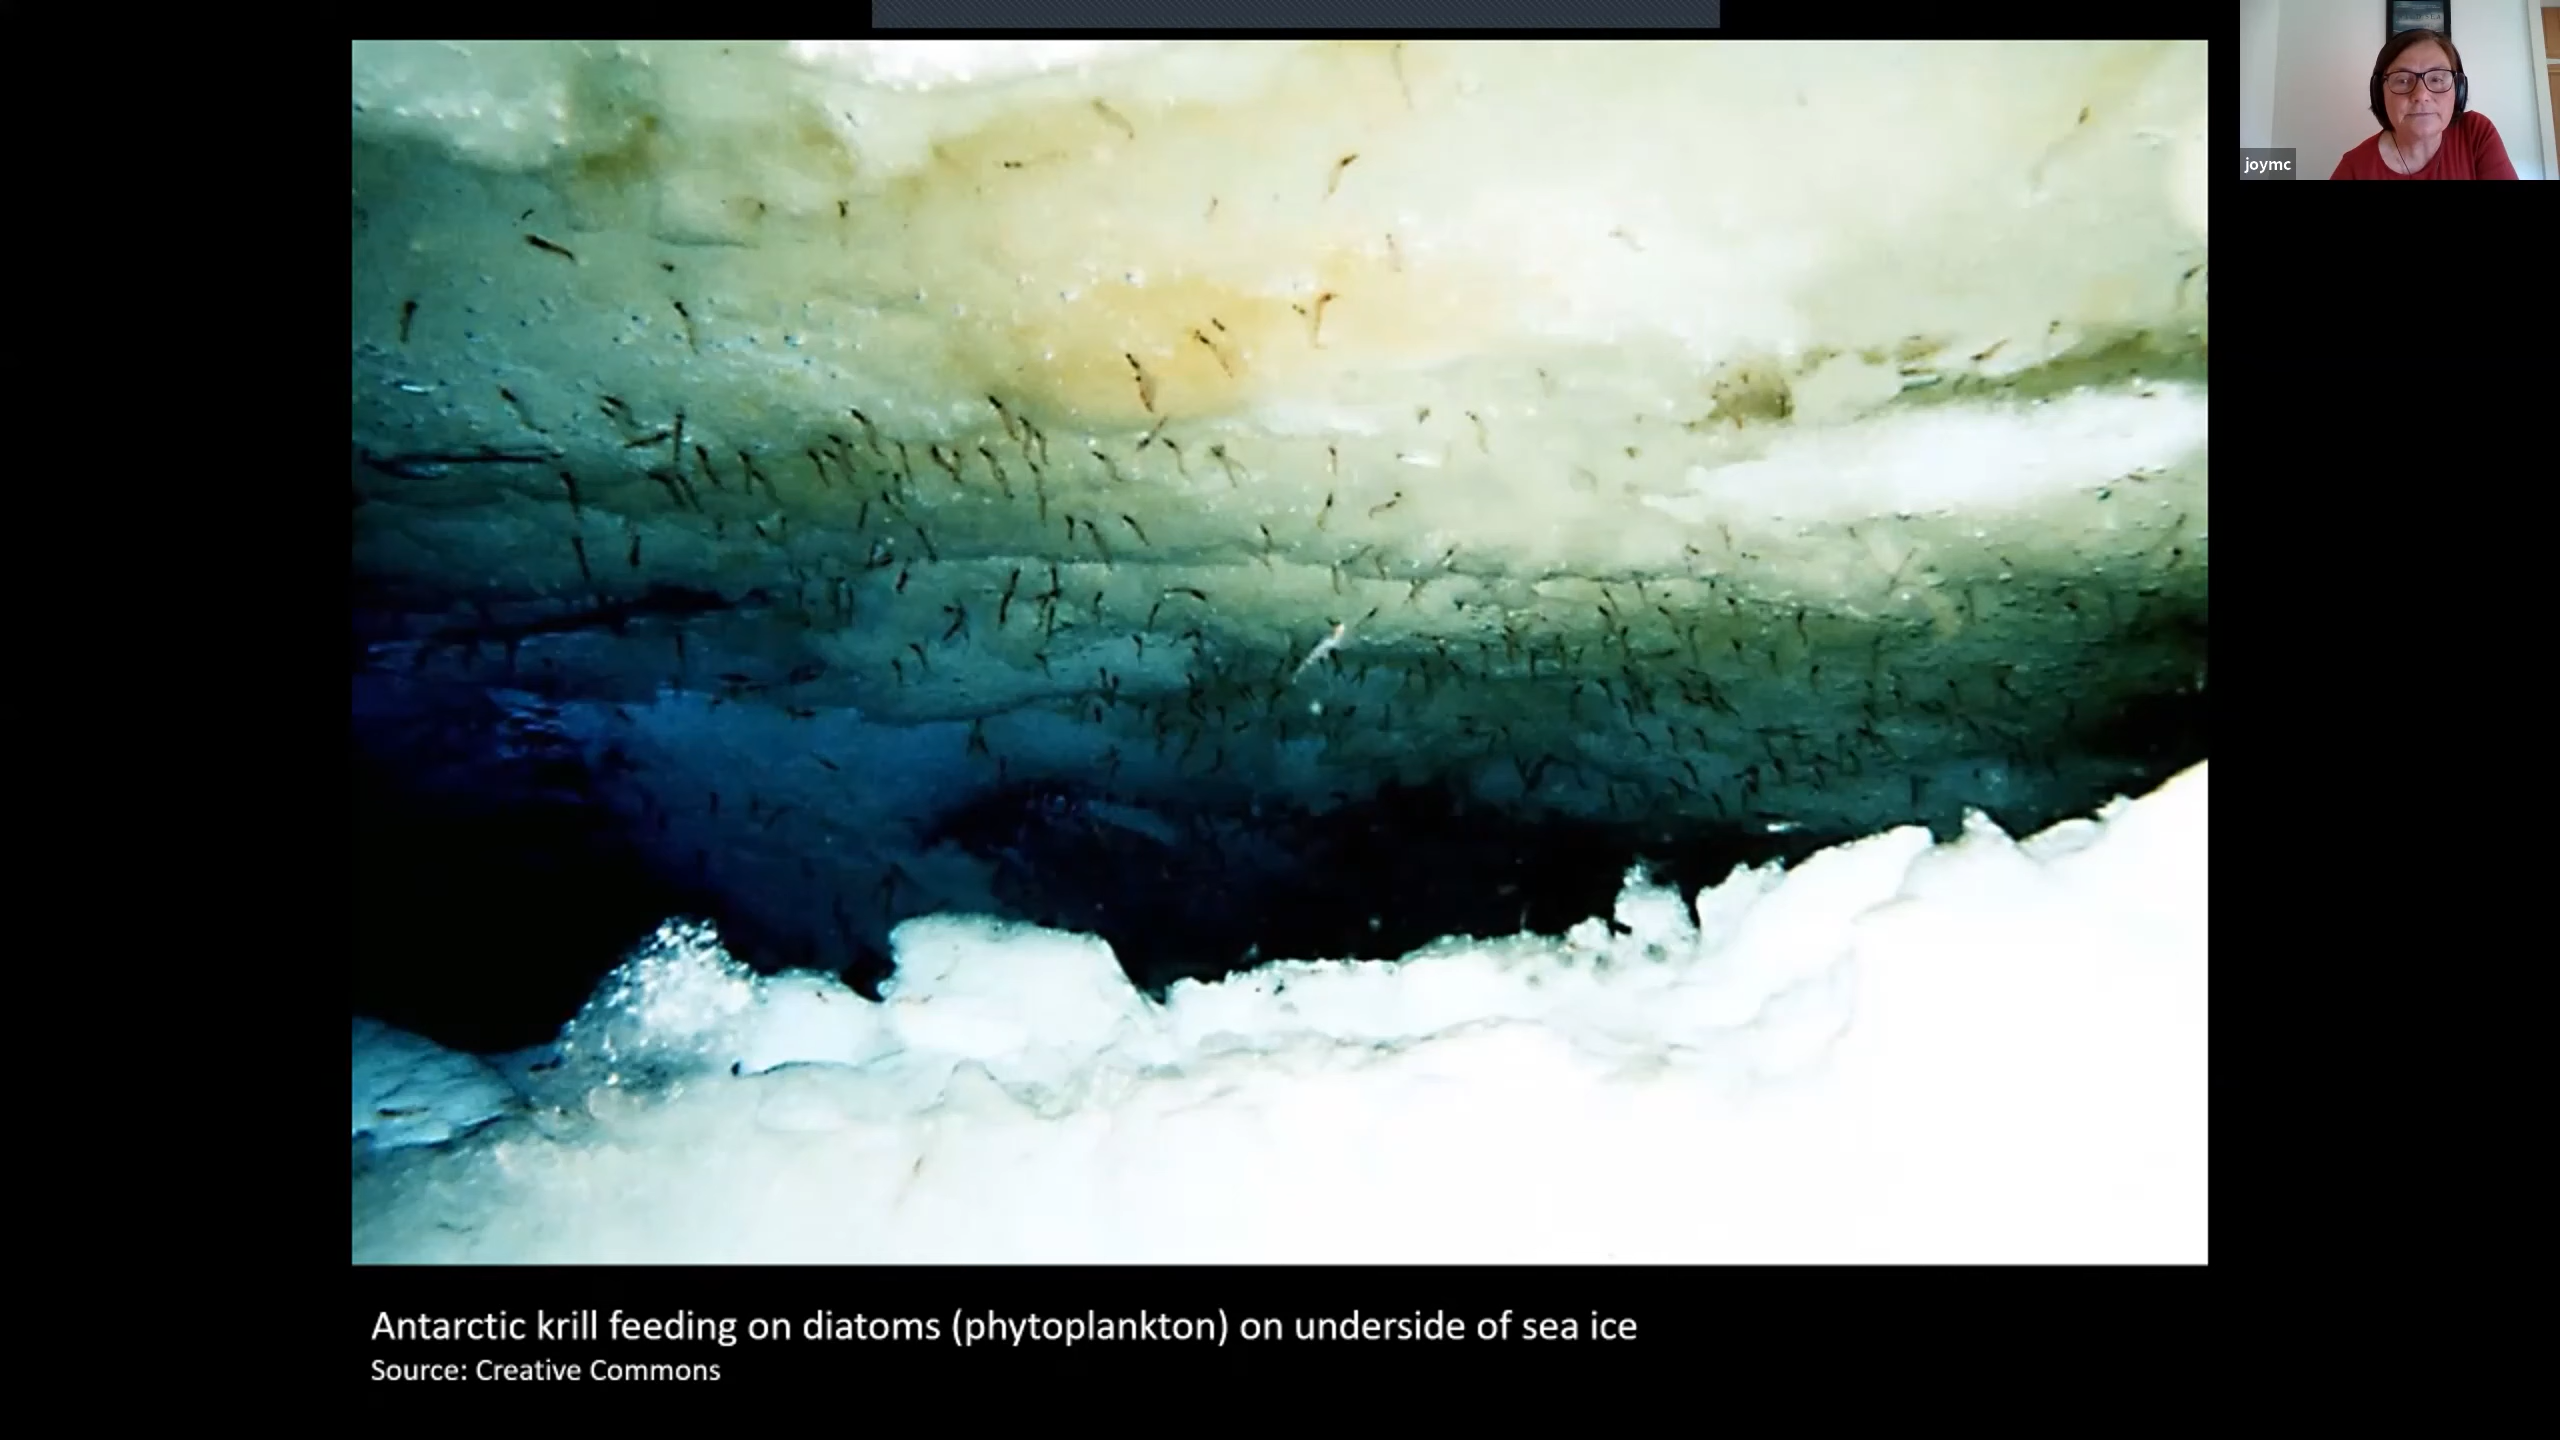 joymc
Antarctic krill feeding on diatoms (phytoplankton) on underside of sea ice
Source: Creative Commons